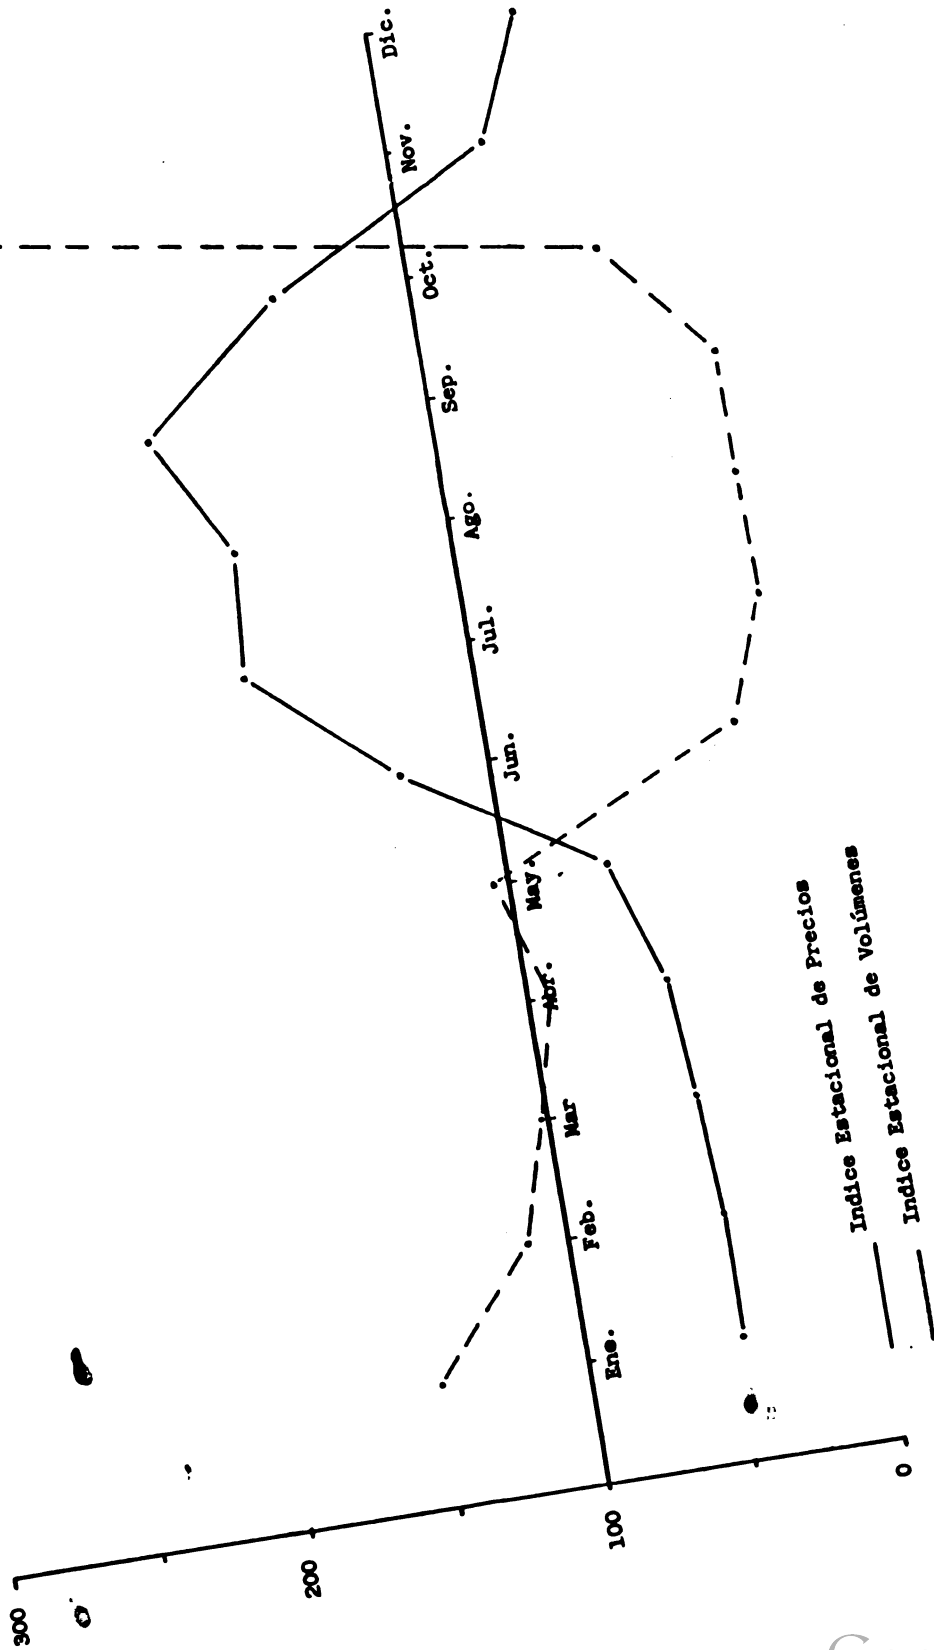 300
200
100
0
Ene.
Feb.
Mar
Abr.
May.
Jun.
Jul.
Ago.
Sep.
Oct.
Nov.
Dic.
Indice Estacional de Precios
Indice Estacional de Volúmenes